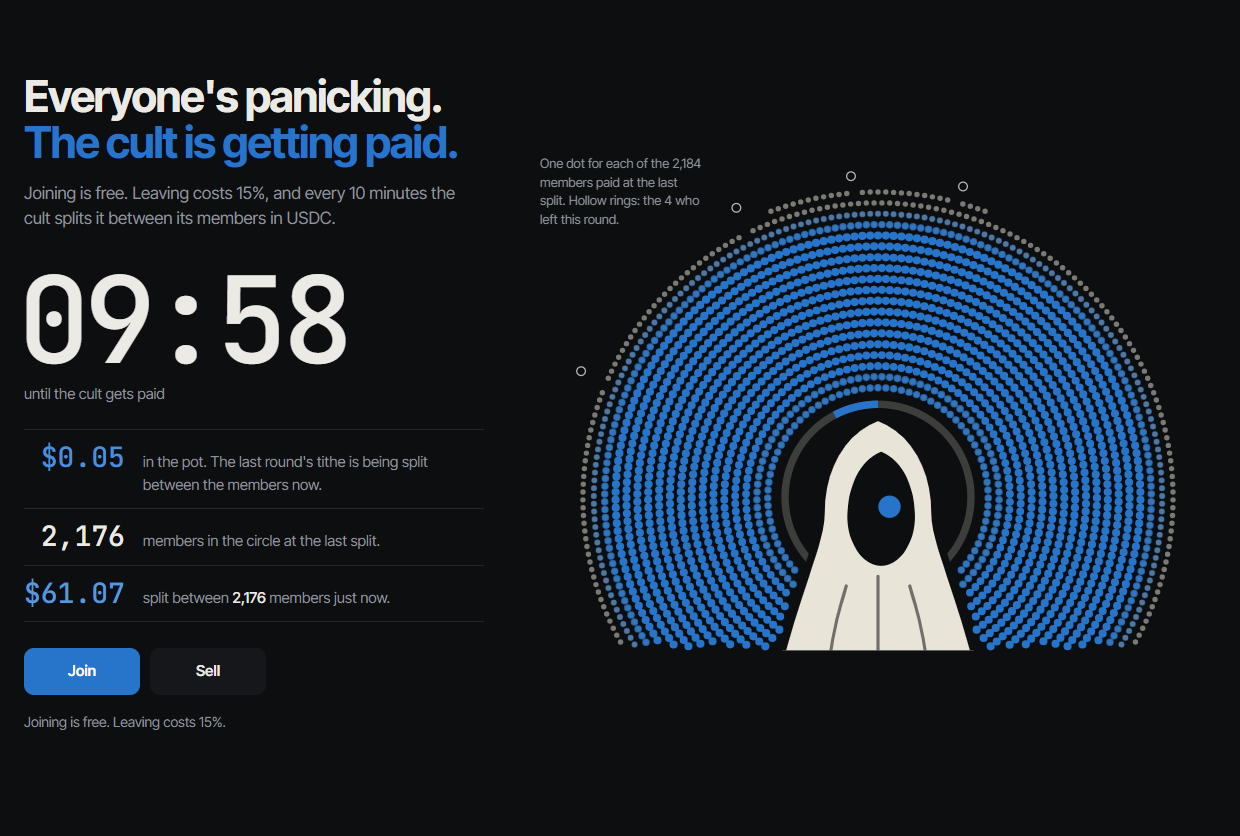 Everyone's panicking.
The cult is getting paid.
Joining is free. Leaving costs 15%, and every 10 minutes the
cult splits it between its members in USDC.
09:58
until the cult gets paid
$0.05 in the pot. The last round's tithe is being split
between the members now.
2,176 members in the circle at the last split.
$61.07 split between 2,176 members just now.
Join Sell
Joining is free. Leaving costs 15%.
One dot for each of the 2,184
members paid at the last
split. Hollow rings: the 4 who
left this round.